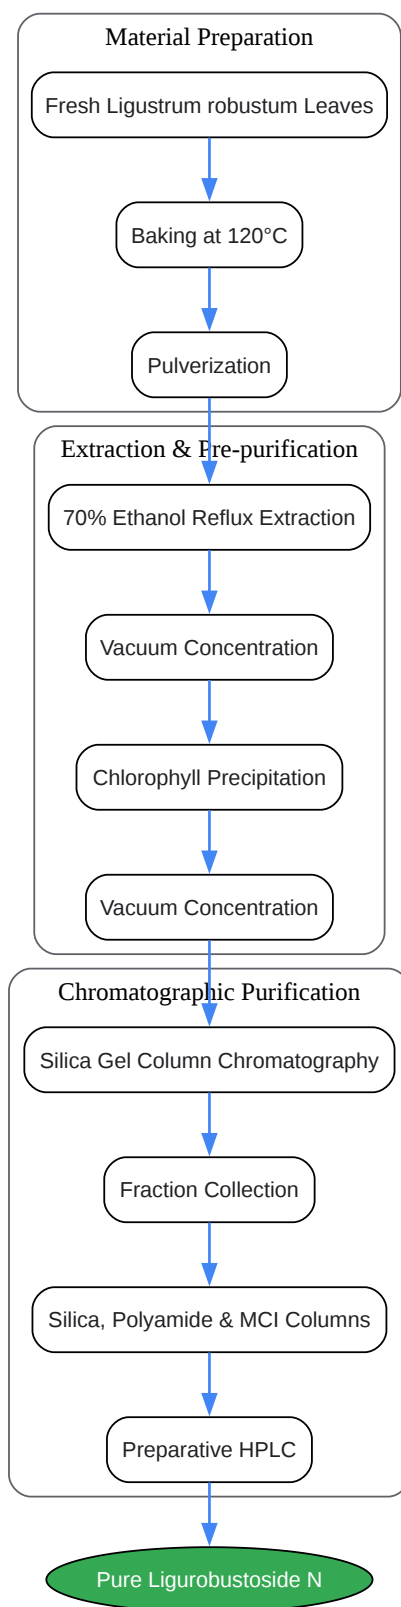 Material Preparation
Fresh Ligustrum robustum Leaves
Baking at 120°C
Pulverization
Extraction & Pre-purification
70% Ethanol Reflux Extraction
Vacuum Concentration
Chlorophyll Precipitation
Vacuum Concentration
Chromatographic Purification
Silica Gel Column Chromatography
Fraction Collection
Silica, Polyamide & MCI Columns
Preparative HPLC
Pure Ligurobustoside N